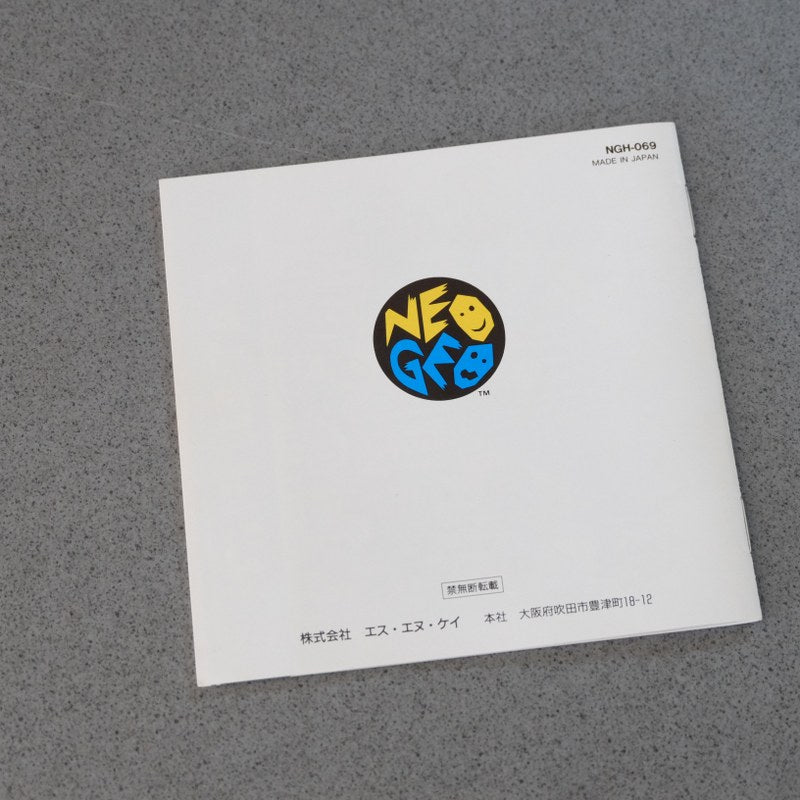 NGH-069
MADE IN JAPAN
NEO
GEO
TM
禁無断転載
株式会社 エス・エヌ・ケイ 本社 大阪府吹田市豊津町18-12